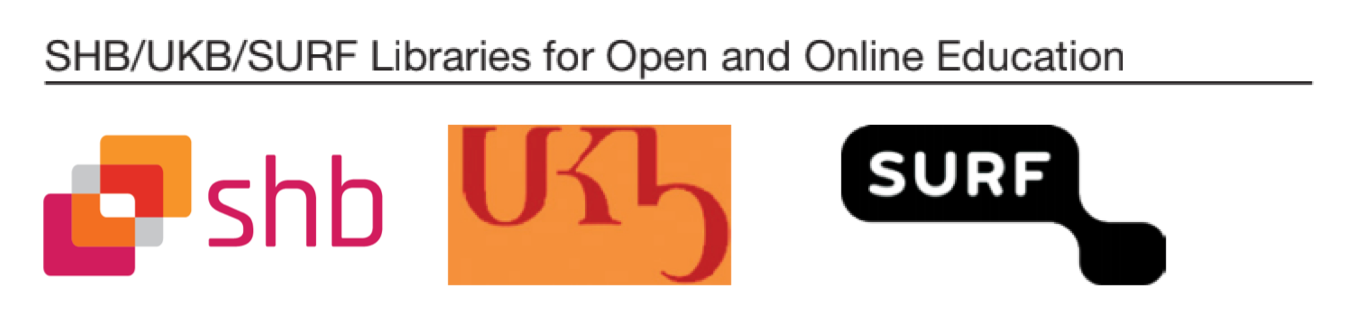 SHB/UKB/SURF Libraries for Open and Online Education
shb UKb SURF